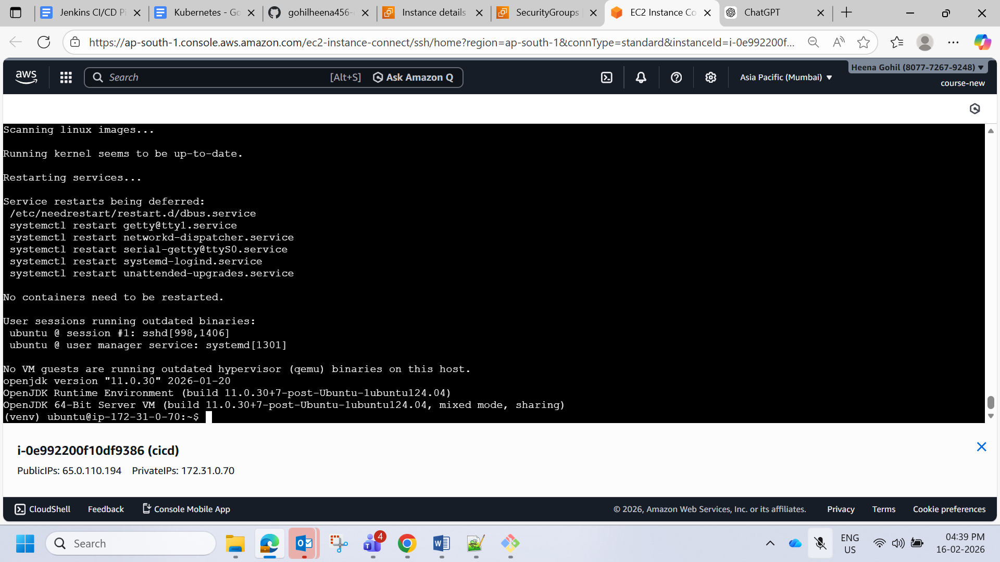 Jenkins CI/CD Pi
Kubernetes - Go
gohilheena456-
Instance details
SecurityGroups
EC2 Instance Co
ChatGPT
https://ap-south-1.console.aws.amazon.com/ec2-instance-connect/ssh/home?region=ap-south-1&connType=standard&instanceId=i-0e992200f...
aws
Search
[Alt+S]
Ask Amazon Q
Asia Pacific (Mumbai)
Heena Gohil (8077-7267-9248)
course-new
Scanning linux images...
Running kernel seems to be up-to-date.
Restarting services...
Service restarts being deferred:
/etc/needrestart/restart.d/dbus.service
systemctl restart getty@tty1.service
systemctl restart networkd-dispatcher.service
systemctl restart serial-getty@ttyS0.service
systemctl restart systemd-logind.service
systemctl restart unattended-upgrades.service
No containers need to be restarted.
User sessions running outdated binaries:
ubuntu @ session #1: sshd[998,1406]
ubuntu @ user manager service: systemd[1301]
No VM guests are running outdated hypervisor (qemu) binaries on this host.
openjdk version "11.0.30" 2026-01-20
OpenJDK Runtime Environment (build 11.0.30+7-post-Ubuntu-1ubuntu124.04)
OpenJDK 64-Bit Server VM (build 11.0.30+7-post-Ubuntu-1ubuntu124.04, mixed mode, sharing)
(venv) ubuntu@ip-172-31-0-70:~$
i-0e992200f10df9386 (cicd)
PublicIPs: 65.0.110.194 PrivateIPs: 172.31.0.70
CloudShell
Feedback
Console Mobile App
© 2026, Amazon Web Services, Inc. or its affiliates.
Privacy
Terms
Cookie preferences
Search
4
ENG
US
04:39 PM
16-02-2026